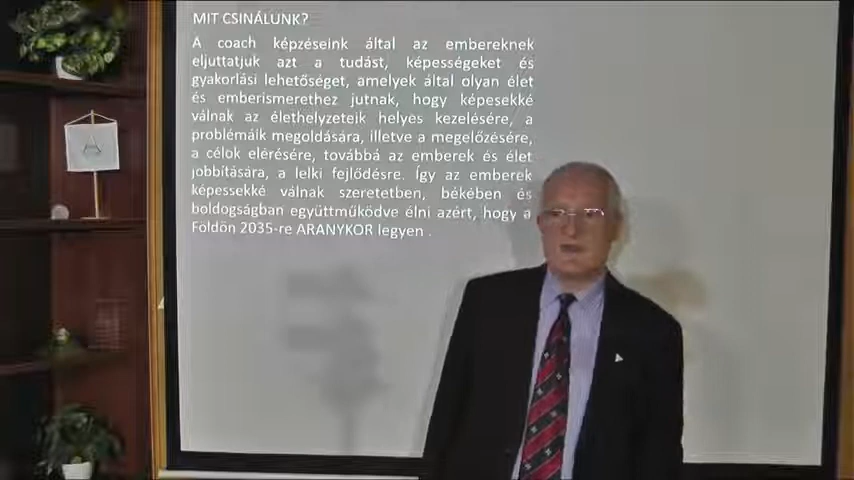 MIT CSINÁLUNK?
A coach képzéseink által az embereknek
eljuttatjuk azt a tudást, képességeket és
gyakorlási lehetőséget, amelyek által olyan élet
és emberismerethez jutnak, hogy képesekké
válnak az élethelyzeteik helyes kezelésére, a
problémáik megoldására, illetve a megelőzésére,
a célok elérésére, továbbá az emberek és élet
jobbítására, a lelki fejlődésre. Így az emberek
képessekké válnak szeretetben, békében és
boldogságban együttműködve élni azért, hogy a
Földön 2035-re ARANYKOR legyen .